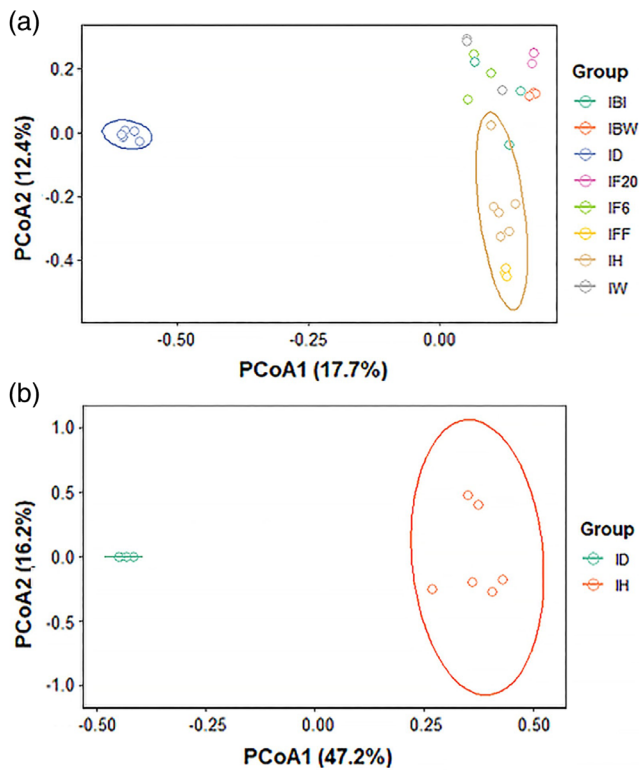 (a)
0.2
0.0
-0.2
-0.4
PCoA2 (12.4%)
-0.50
-0.25
0.00
PCoA1 (17.7%)
Group
IBI
IBW
ID
IF20
IF6
IFF
IH
IW
(b)
1.0
0.5
0.0
-0.5
-1.0
PCoA2 (16.2%)
-0.50
-0.25
0.00
0.25
0.50
PCoA1 (47.2%)
Group
ID
IH